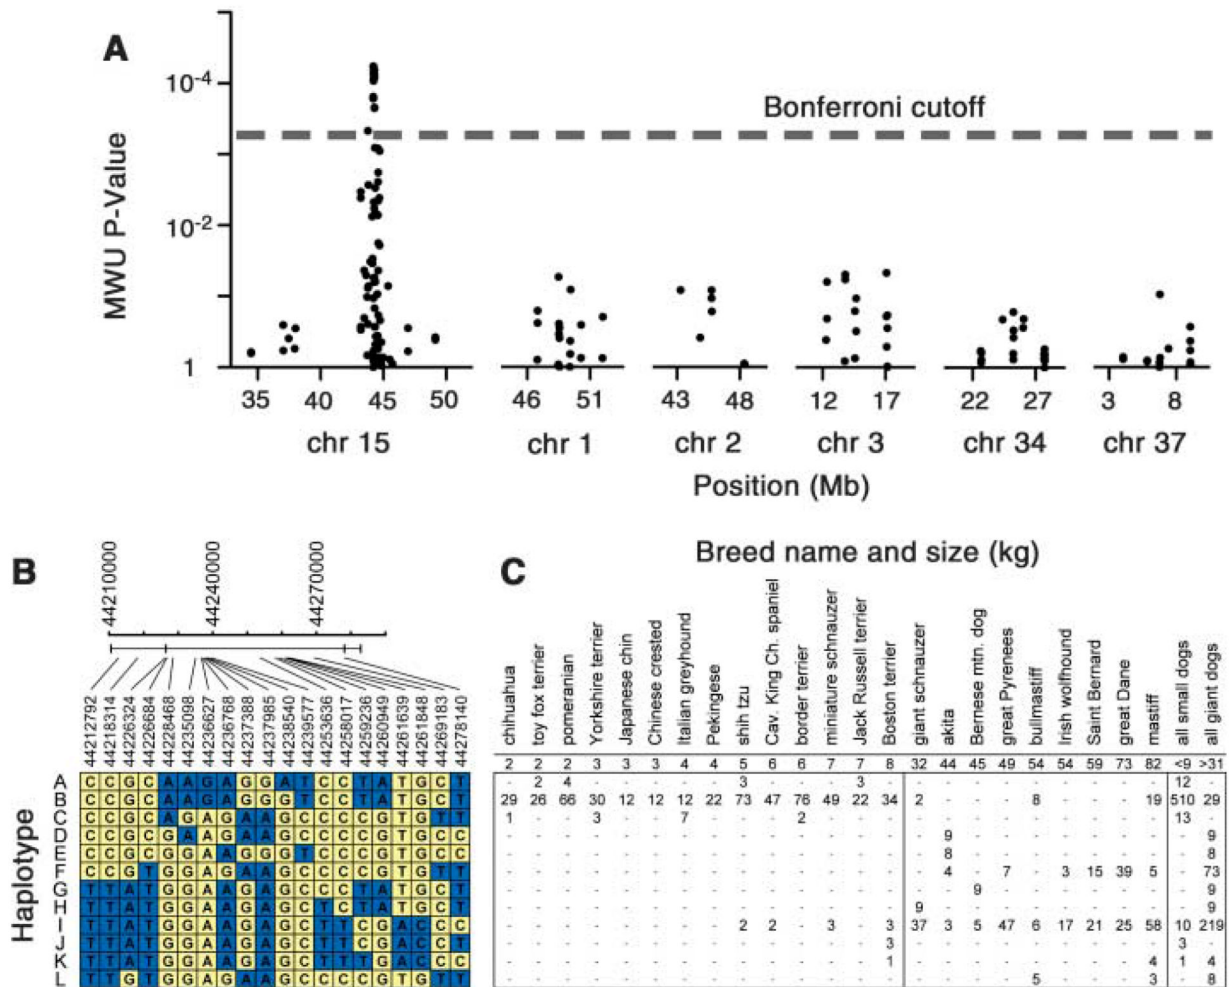 A
MWU P-Value
10-4
10-2
1
Bonferroni cutoff
35 40 45 50
46 51
43 48
12 17
22 27
3 8
chr 15
chr 1
chr 2
chr 3
chr 34
chr 37
Position (Mb)
B
44210000
44240000
44270000
44212792
44218314
44226324
44226684
44228468
44235098
44236627
44236768
44237388
44237985
44238540
44239577
44253636
44258017
44259236
44260949
44261639
44261848
44269183
44278140
Haplotype
A C C G C A A G A G G A T C C T A T G C T
B C C G C A A G A G G G T C C T A T G C T
C C C G C A G A G A A G C C C C G T G T T
D C C G C G A A G A A G C C C C G T G C C
E C C G C G G A A G G G T C C C G T G C C
F C C G T G G A G A A G C C C C G T G T T
G T T A T G G A A G A G C C C T A T G C T
H T T A T G G A A G A G C T C T A T G C T
I T T A T G G A A G A G C T T C G A C C C
J T T A T G G A A G A G C T T C G A C C T
K T T A T G G A A G A G C T T T G A C C C
L T T G T G G A G A A G C C C C G T G T T
C
Breed name and size (kg)
chihuahua
toy fox terrier
pomeranian
Yorkshire terrier
Japanese chin
Chinese crested
Italian greyhound
Pekingese
shih tzu
Cav. King Ch. spaniel
border terrier
miniature schnauzer
Jack Russell terrier
Boston terrier
giant schnauzer
akita
Bernese mtn. dog
great Pyrenees
bullmastiff
Irish wolfhound
Saint Bernard
great Dane
mastiff
all small dogs
all giant dogs
2 2 2 3 3 3 4 4 5 6 6 7 7 8 32 44 45 49 54 54 59 73 82 <9 >31
- 2 4 - - - - - 3 - - - 3 - - - - - - - - - - 12 -
29 26 66 30 12 12 12 22 73 47 76 49 22 34 2 - - - 8 - - - 19 510 29
1 - - 3 - - 7 - - - 2 - - - - - - - - - - - - 13 -
- - - - - - - - - - - - - - - 9 - - - - - - - - 9
- - - - - - - - - - - - - - - 8 - - - - - - - - 8
- - - - - - - - - - - - - - - 4 - 7 - 3 15 39 5 - 73
- - - - - - - - - - - - - - - - 9 - - - - - - - 9
- - - - - - - - - - - - - - 9 - - - - - - - - - 9
- - - - - - - - 2 2 - 3 - 3 37 3 5 47 6 17 21 25 58 10 219
- - - - - - - - - - - - - 3 - - - - - - - - - 3 -
- - - - - - - - - - - - - 1 - - - - - - - - 4 1 4
- - - - - - - - - - - - - - - - - - 5 - - - 3 - 8